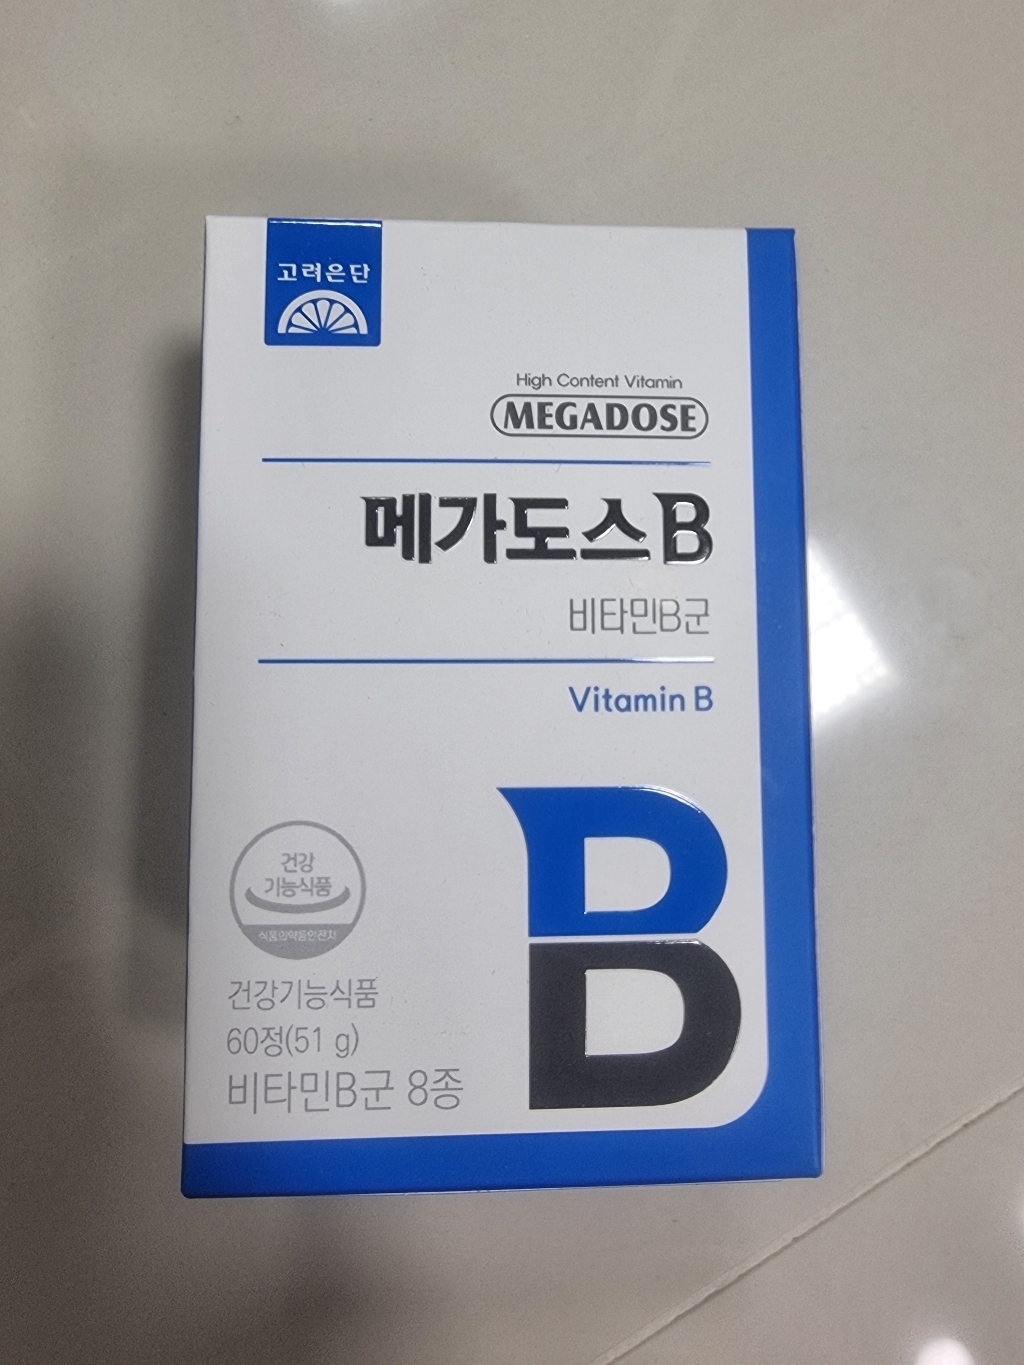 고려은단
High Content Vitamin
MEGADOSE
메가도스B
비타민B군
Vitamin B
건강
기능식품
식품의약품안전처
건강기능식품
60정(51 g)
비타민B군 8종
B